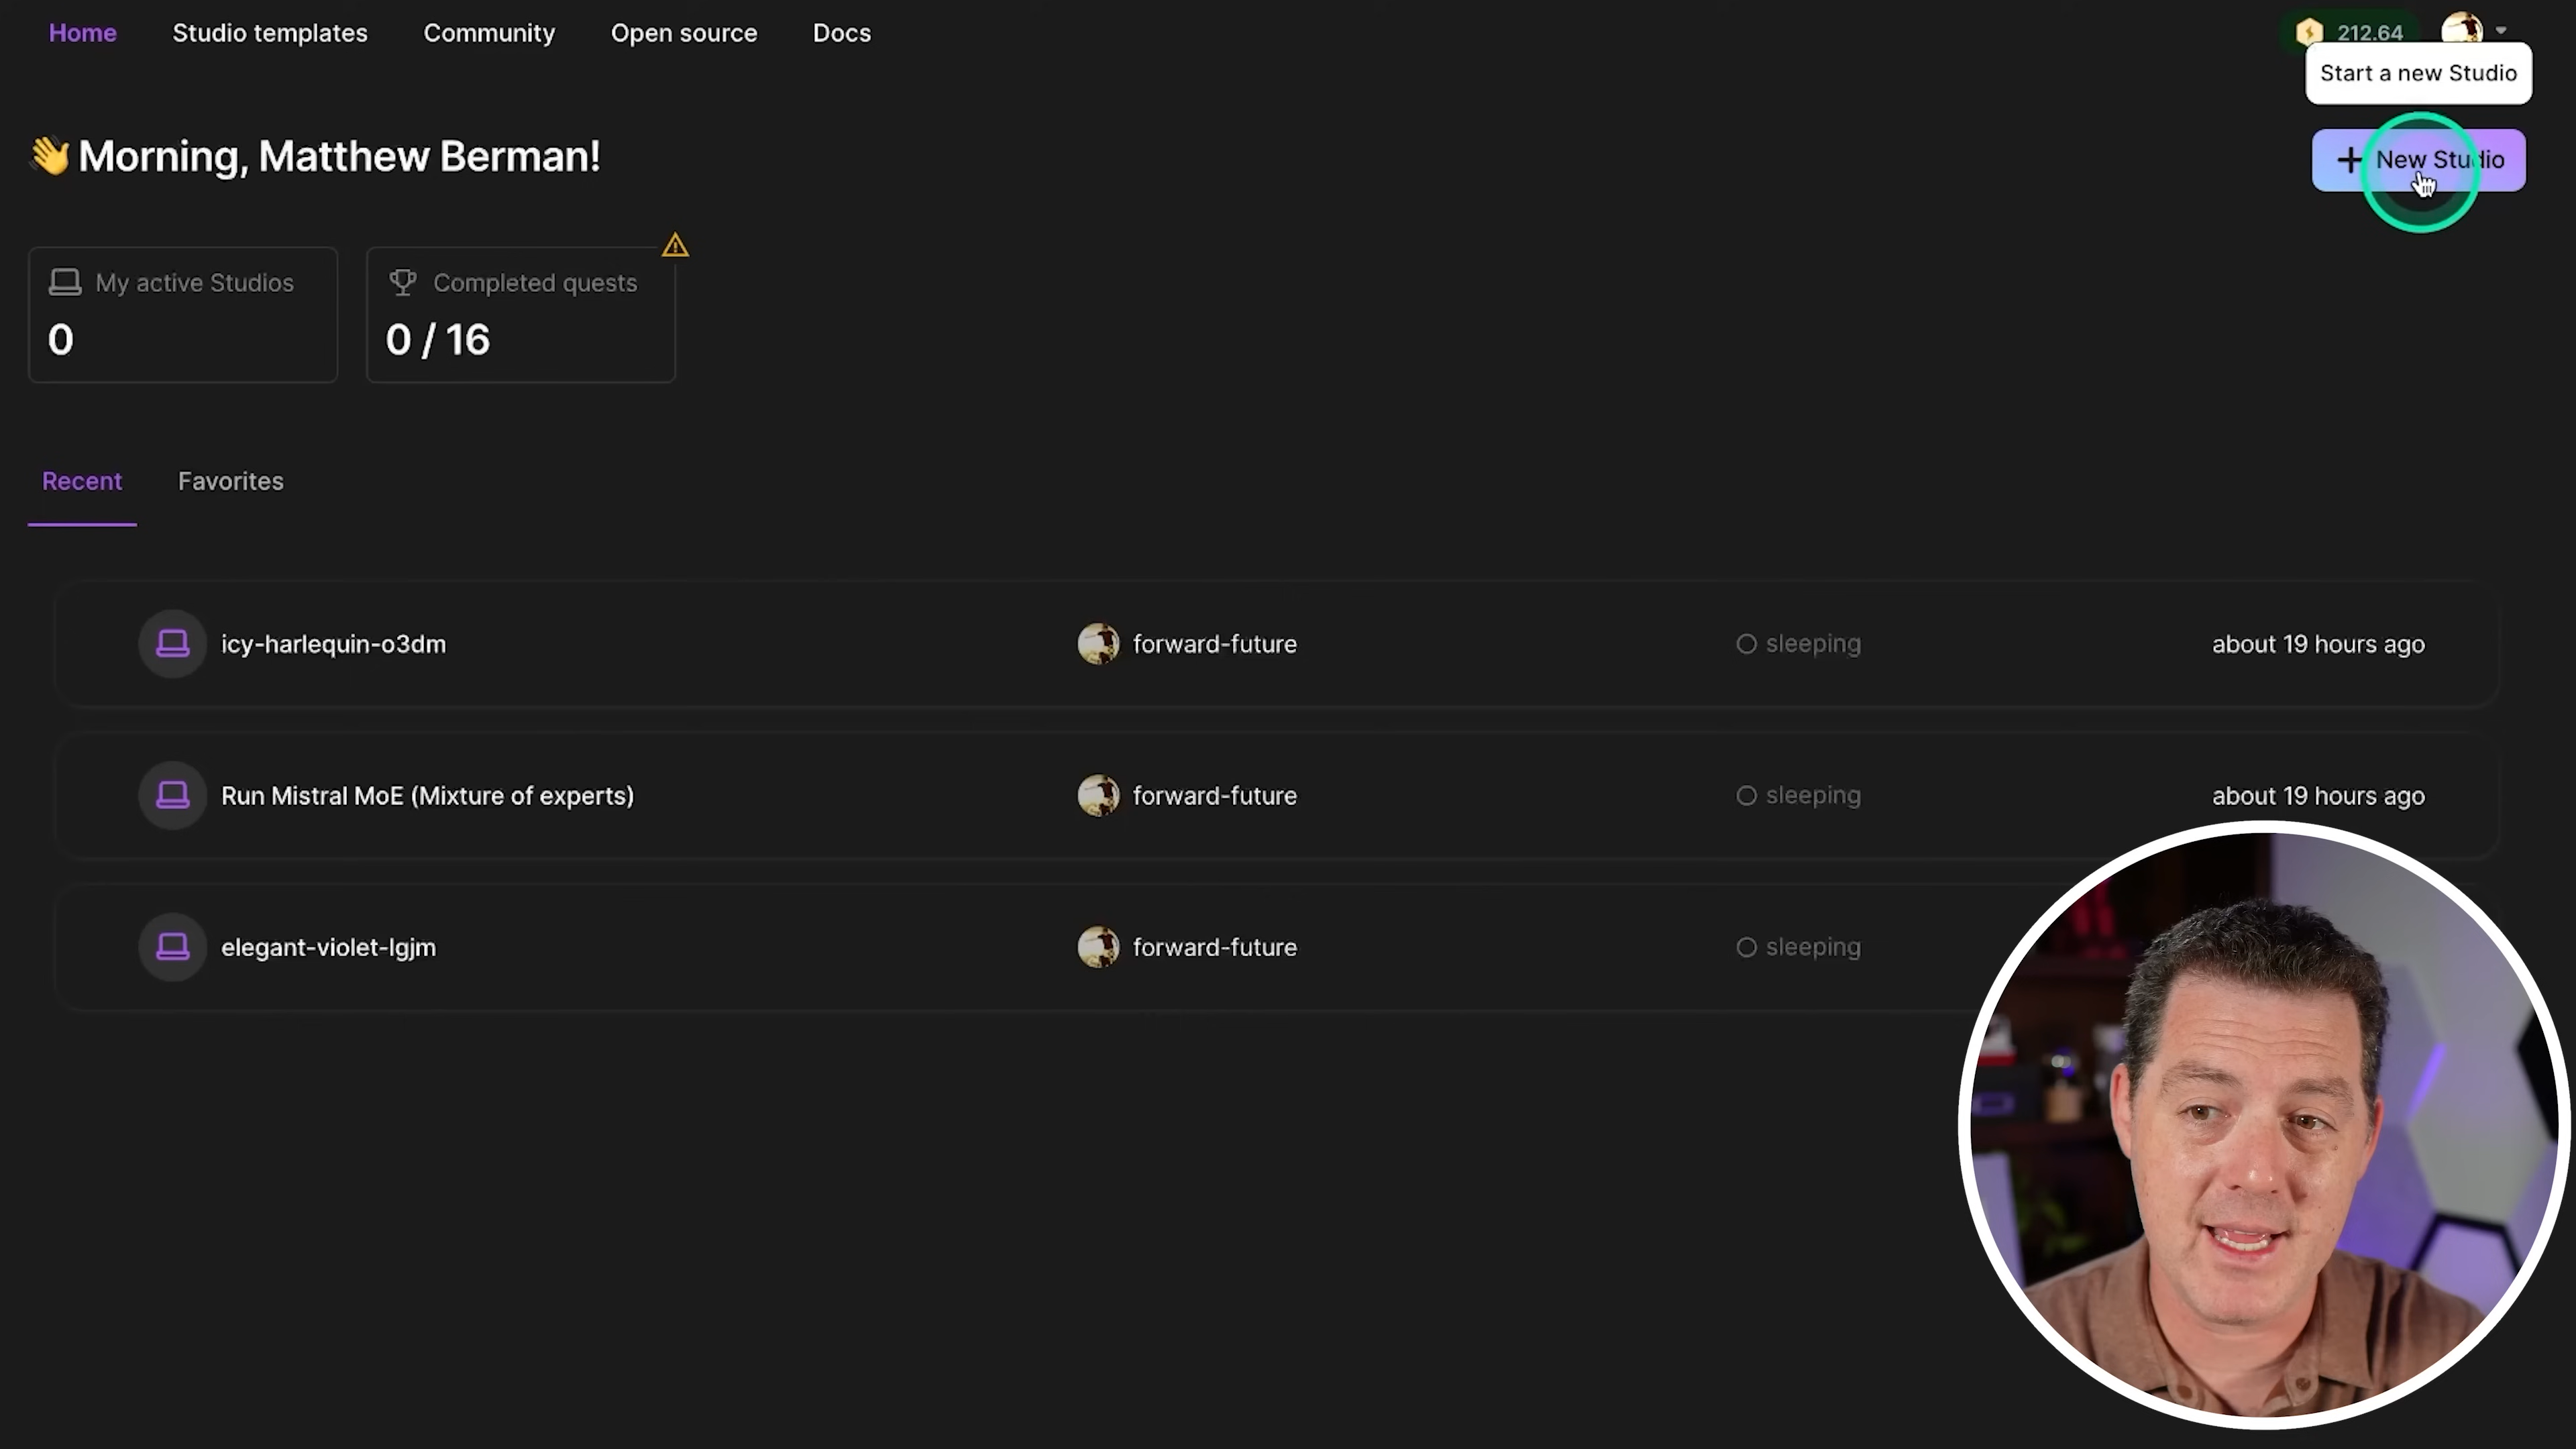 Home Studio templates Community Open source Docs 212.64
Start a new Studio
👋 Morning, Matthew Berman!
+ New Studio
My active Studios
0
Completed quests
0 / 16
Recent Favorites
icy-harlequin-o3dm forward-future sleeping about 19 hours ago
Run Mistral MoE (Mixture of experts) forward-future sleeping about 19 hours ago
elegant-violet-lgjm forward-future sleeping